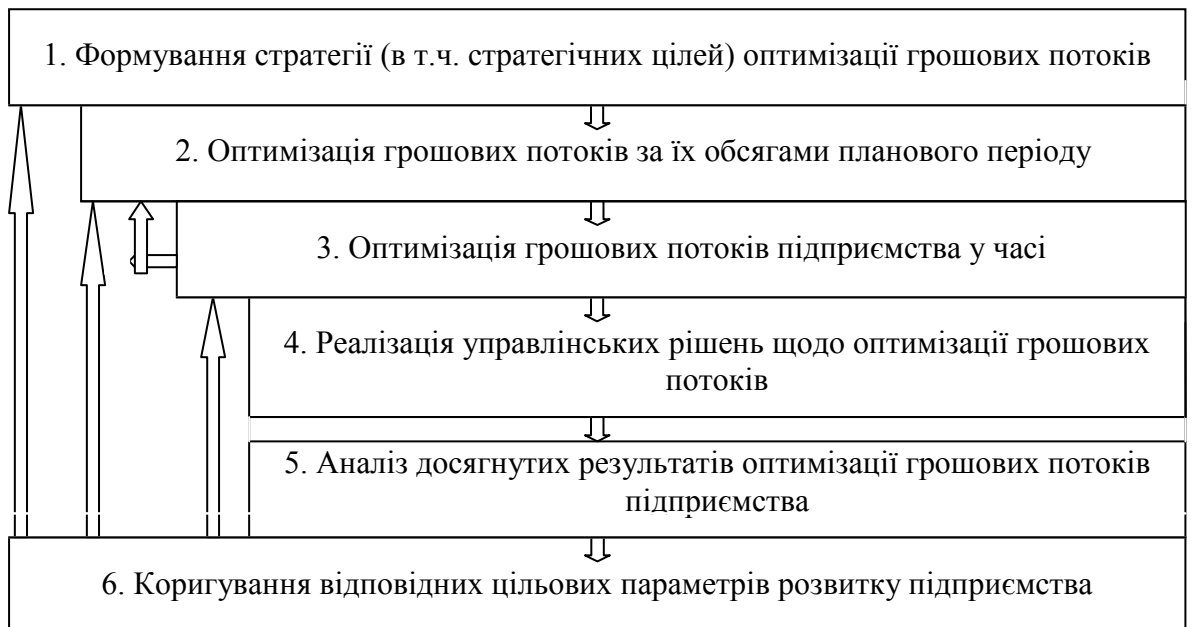 1. Формування стратегії (в т.ч. стратегічних цілей) оптимізації грошових потоків
2. Оптимізація грошових потоків за їх обсягами планового періоду
3. Оптимізація грошових потоків підприємства у часі
4. Реалізація управлінських рішень щодо оптимізації грошових
потоків
5. Аналіз досягнутих результатів оптимізації грошових потоків
підприємства
6. Коригування відповідних цільових параметрів розвитку підприємства